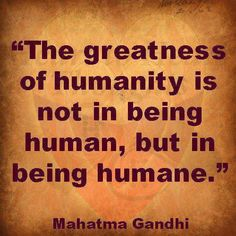 “The greatness
of humanity is
not in being
human, but in
being humane.”
Mahatma Gandhi